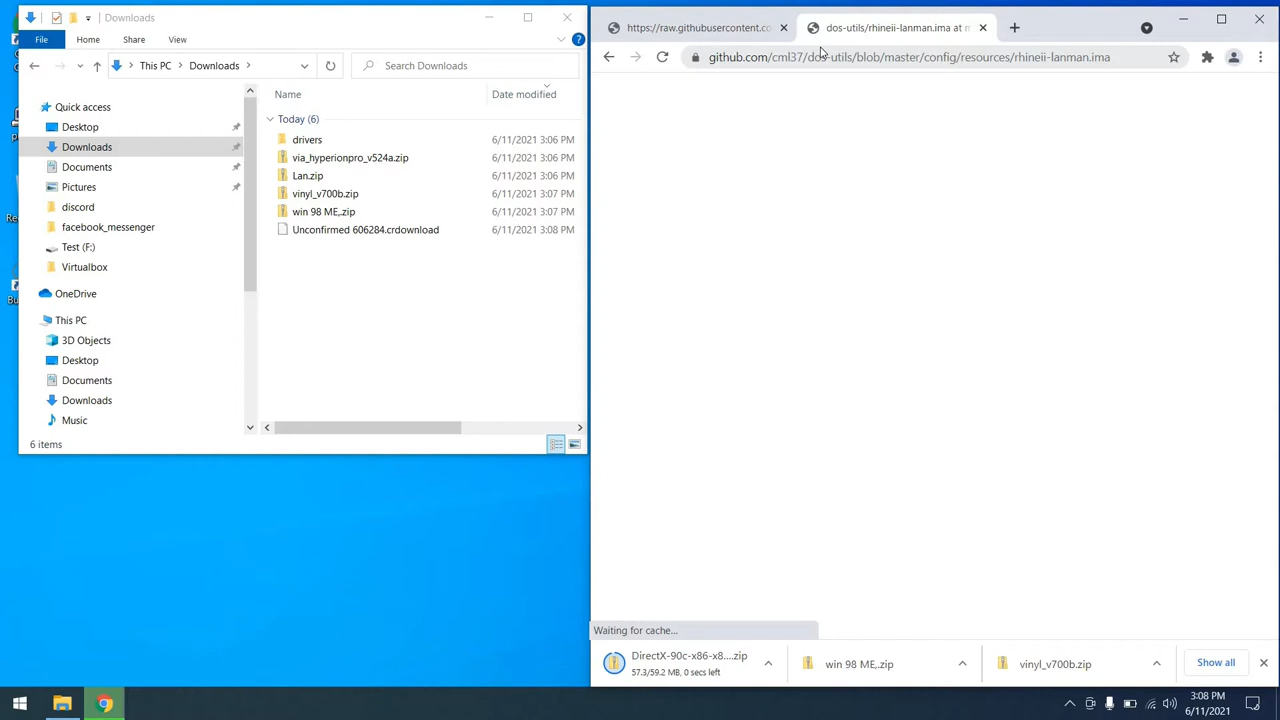 Downloads
File Home Share View
This PC Downloads
Search Downloads
Name Date modified
Today (6)
drivers 6/11/2021 3:06 PM
via_hyperionpro_v524a.zip 6/11/2021 3:06 PM
Lan.zip 6/11/2021 3:06 PM
vinyl_v700b.zip 6/11/2021 3:07 PM
win 98 ME,.zip 6/11/2021 3:07 PM
Unconfirmed 606284.crdownload 6/11/2021 3:08 PM
Quick access
Desktop
Downloads
Documents
Pictures
discord
facebook_messenger
Test (F:)
Virtualbox
OneDrive
This PC
3D Objects
Desktop
Documents
Downloads
Music
6 items
https://raw.githubusercontent.co
dos-utils/rhineii-lanman.ima at m
github.com/cml37/dos-utils/blob/master/config/resources/rhineii-lanman.ima
Waiting for cache...
DirectX-90c-x86-x8....zip
57.3/59.2 MB, 0 secs left
win 98 ME,.zip
vinyl_v700b.zip
Show all
3:08 PM
6/11/2021